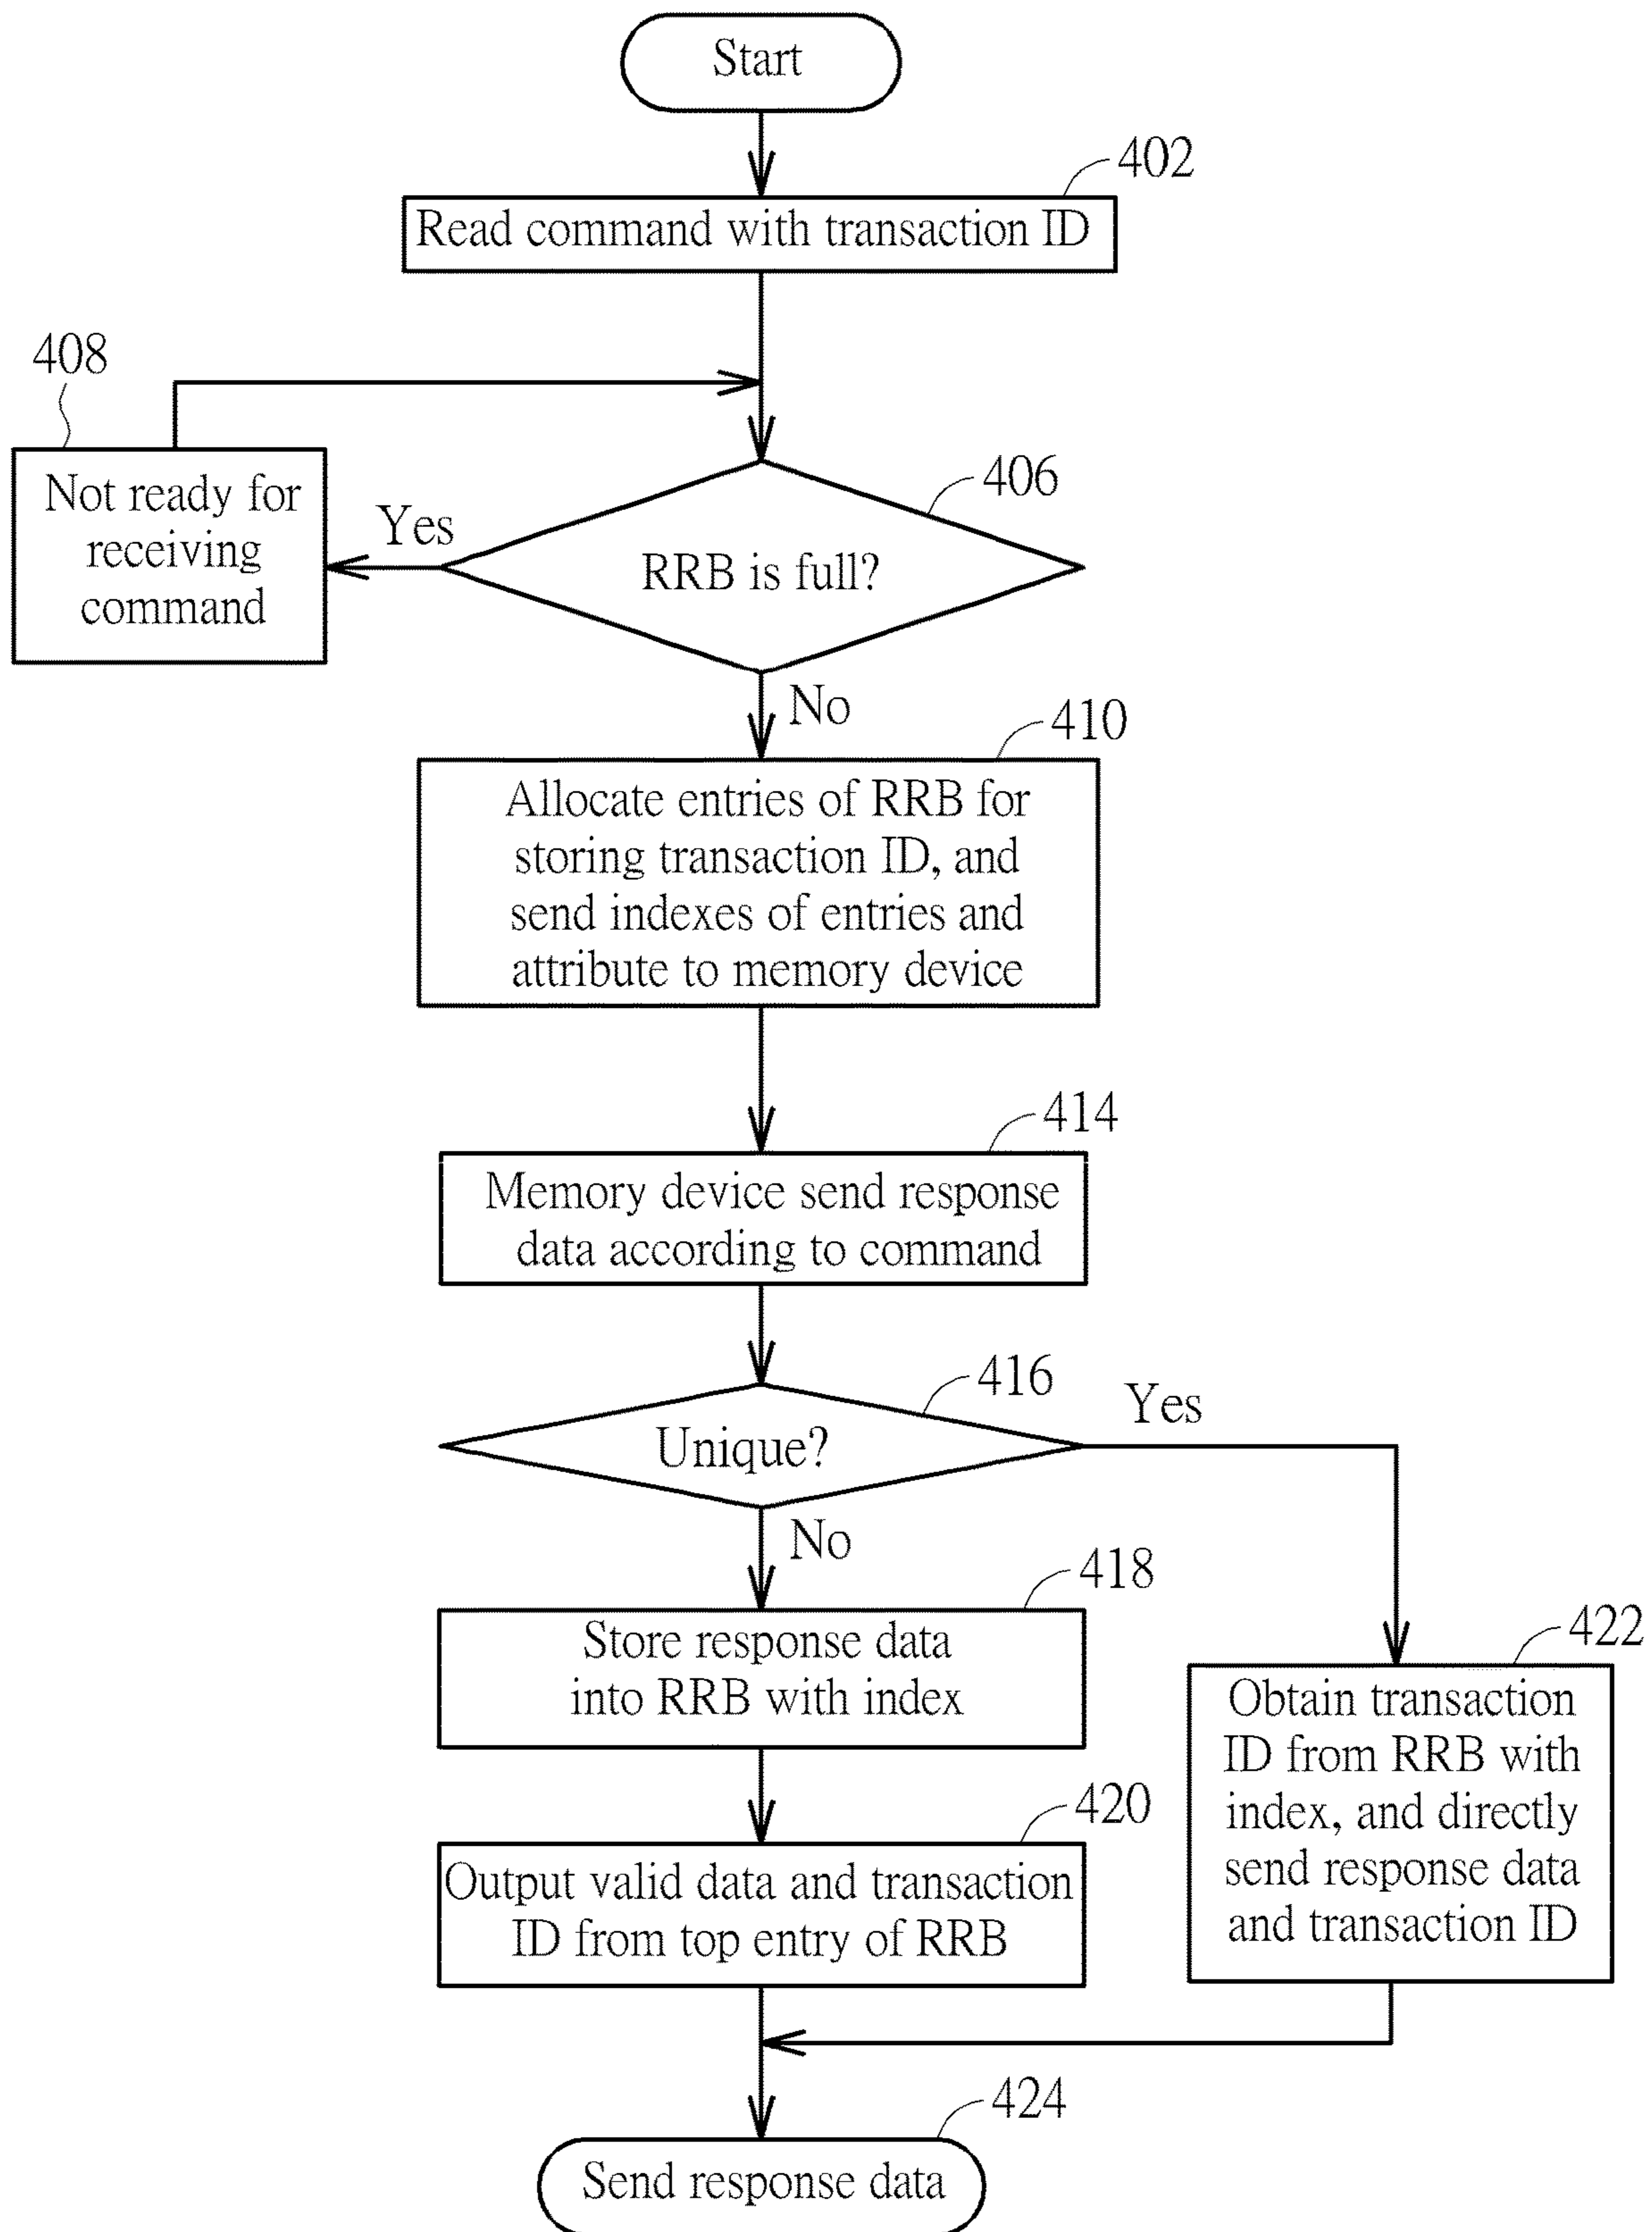 Start
402
Read command with transaction ID
408
Not ready for
receiving
command
Yes
406
RRB is full?
No
410
Allocate entries of RRB for
storing transaction ID, and
send indexes of entries and
attribute to memory device
414
Memory device send response
data according to command
416
Unique?
Yes
No
418
Store response data
into RRB with index
422
Obtain transaction
ID from RRB with
index, and directly
send response data
and transaction ID
420
Output valid data and transaction
ID from top entry of RRB
424
Send response data